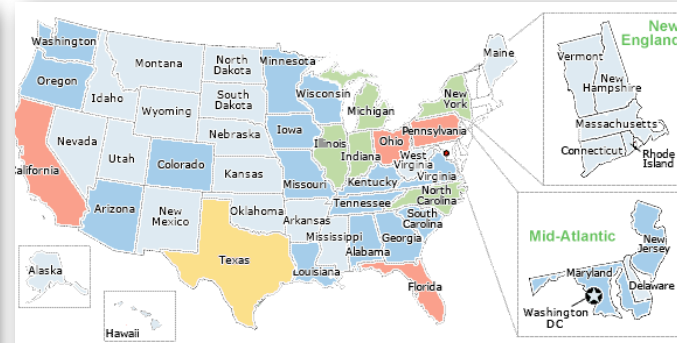 Washington
Oregon
California
Nevada
Idaho
Montana
Wyoming
Utah
Arizona
Colorado
New
Mexico
North
Dakota
South
Dakota
Nebraska
Kansas
Oklahoma
Texas
Minnesota
Iowa
Missouri
Arkansas
Louisiana
Wisconsin
Illinois
Michigan
Indiana
Ohio
Kentucky
Tennessee
Mississippi
Alabama
Georgia
Florida
South
Carolina
North
Carolina
Virginia
West
Virginia
Pennsylvania
New
York
Maine
Alaska
Hawaii
New
England
Vermont
New
Hampshire
Massachusetts
Connecticut
Rhode
Island
Mid-Atlantic
New
Jersey
Maryland
Delaware
Washington
DC